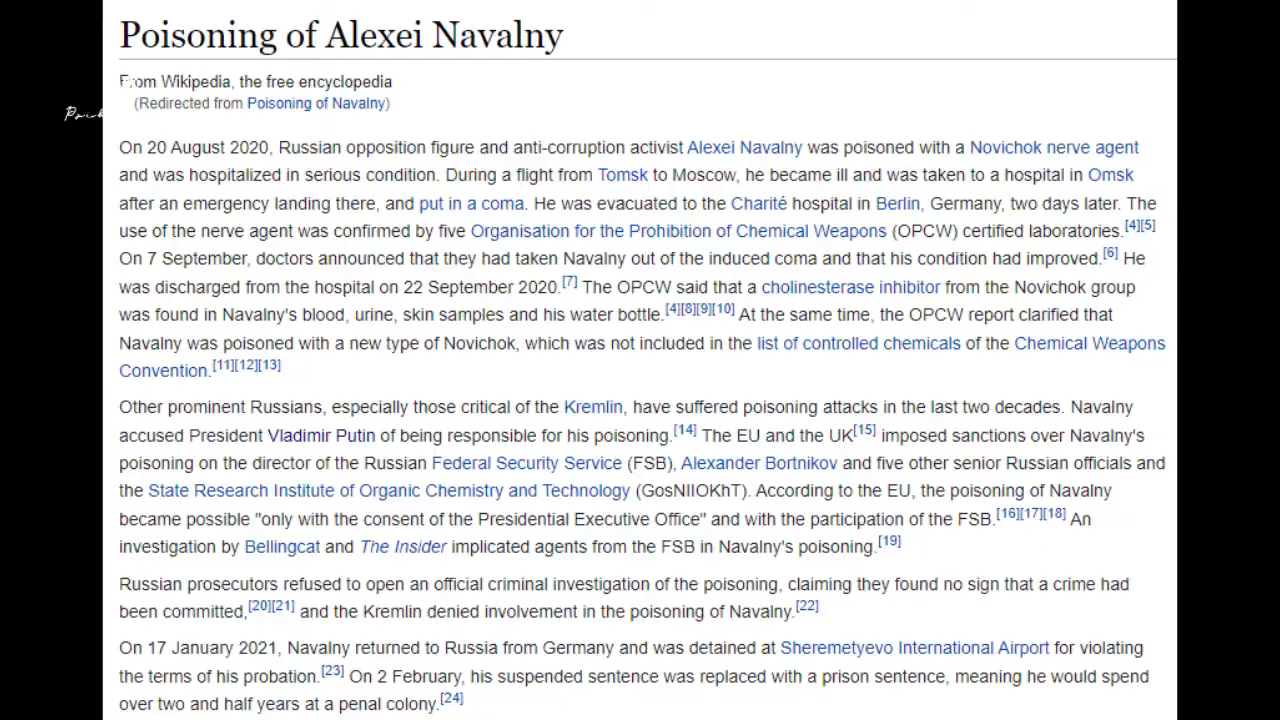 Poisoning of Alexei Navalny
From Wikipedia, the free encyclopedia
(Redirected from Poisoning of Navalny)
On 20 August 2020, Russian opposition figure and anti-corruption activist Alexei Navalny was poisoned with a Novichok nerve agent
and was hospitalized in serious condition. During a flight from Tomsk to Moscow, he became ill and was taken to a hospital in Omsk
after an emergency landing there, and put in a coma. He was evacuated to the Charité hospital in Berlin, Germany, two days later. The
use of the nerve agent was confirmed by five Organisation for the Prohibition of Chemical Weapons (OPCW) certified laboratories.[4][5]
On 7 September, doctors announced that they had taken Navalny out of the induced coma and that his condition had improved.[6] He
was discharged from the hospital on 22 September 2020.[7] The OPCW said that a cholinesterase inhibitor from the Novichok group
was found in Navalny's blood, urine, skin samples and his water bottle.[4][8][9][10] At the same time, the OPCW report clarified that
Navalny was poisoned with a new type of Novichok, which was not included in the list of controlled chemicals of the Chemical Weapons
Convention.[11][12][13]
Other prominent Russians, especially those critical of the Kremlin, have suffered poisoning attacks in the last two decades. Navalny
accused President Vladimir Putin of being responsible for his poisoning.[14] The EU and the UK[15] imposed sanctions over Navalny's
poisoning on the director of the Russian Federal Security Service (FSB), Alexander Bortnikov and five other senior Russian officials and
the State Research Institute of Organic Chemistry and Technology (GosNIIOKhT). According to the EU, the poisoning of Navalny
became possible "only with the consent of the Presidential Executive Office" and with the participation of the FSB.[16][17][18] An
investigation by Bellingcat and The Insider implicated agents from the FSB in Navalny's poisoning.[19]
Russian prosecutors refused to open an official criminal investigation of the poisoning, claiming they found no sign that a crime had
been committed,[20][21] and the Kremlin denied involvement in the poisoning of Navalny.[22]
On 17 January 2021, Navalny returned to Russia from Germany and was detained at Sheremetyevo International Airport for violating
the terms of his probation.[23] On 2 February, his suspended sentence was replaced with a prison sentence, meaning he would spend
over two and half years at a penal colony.[24]